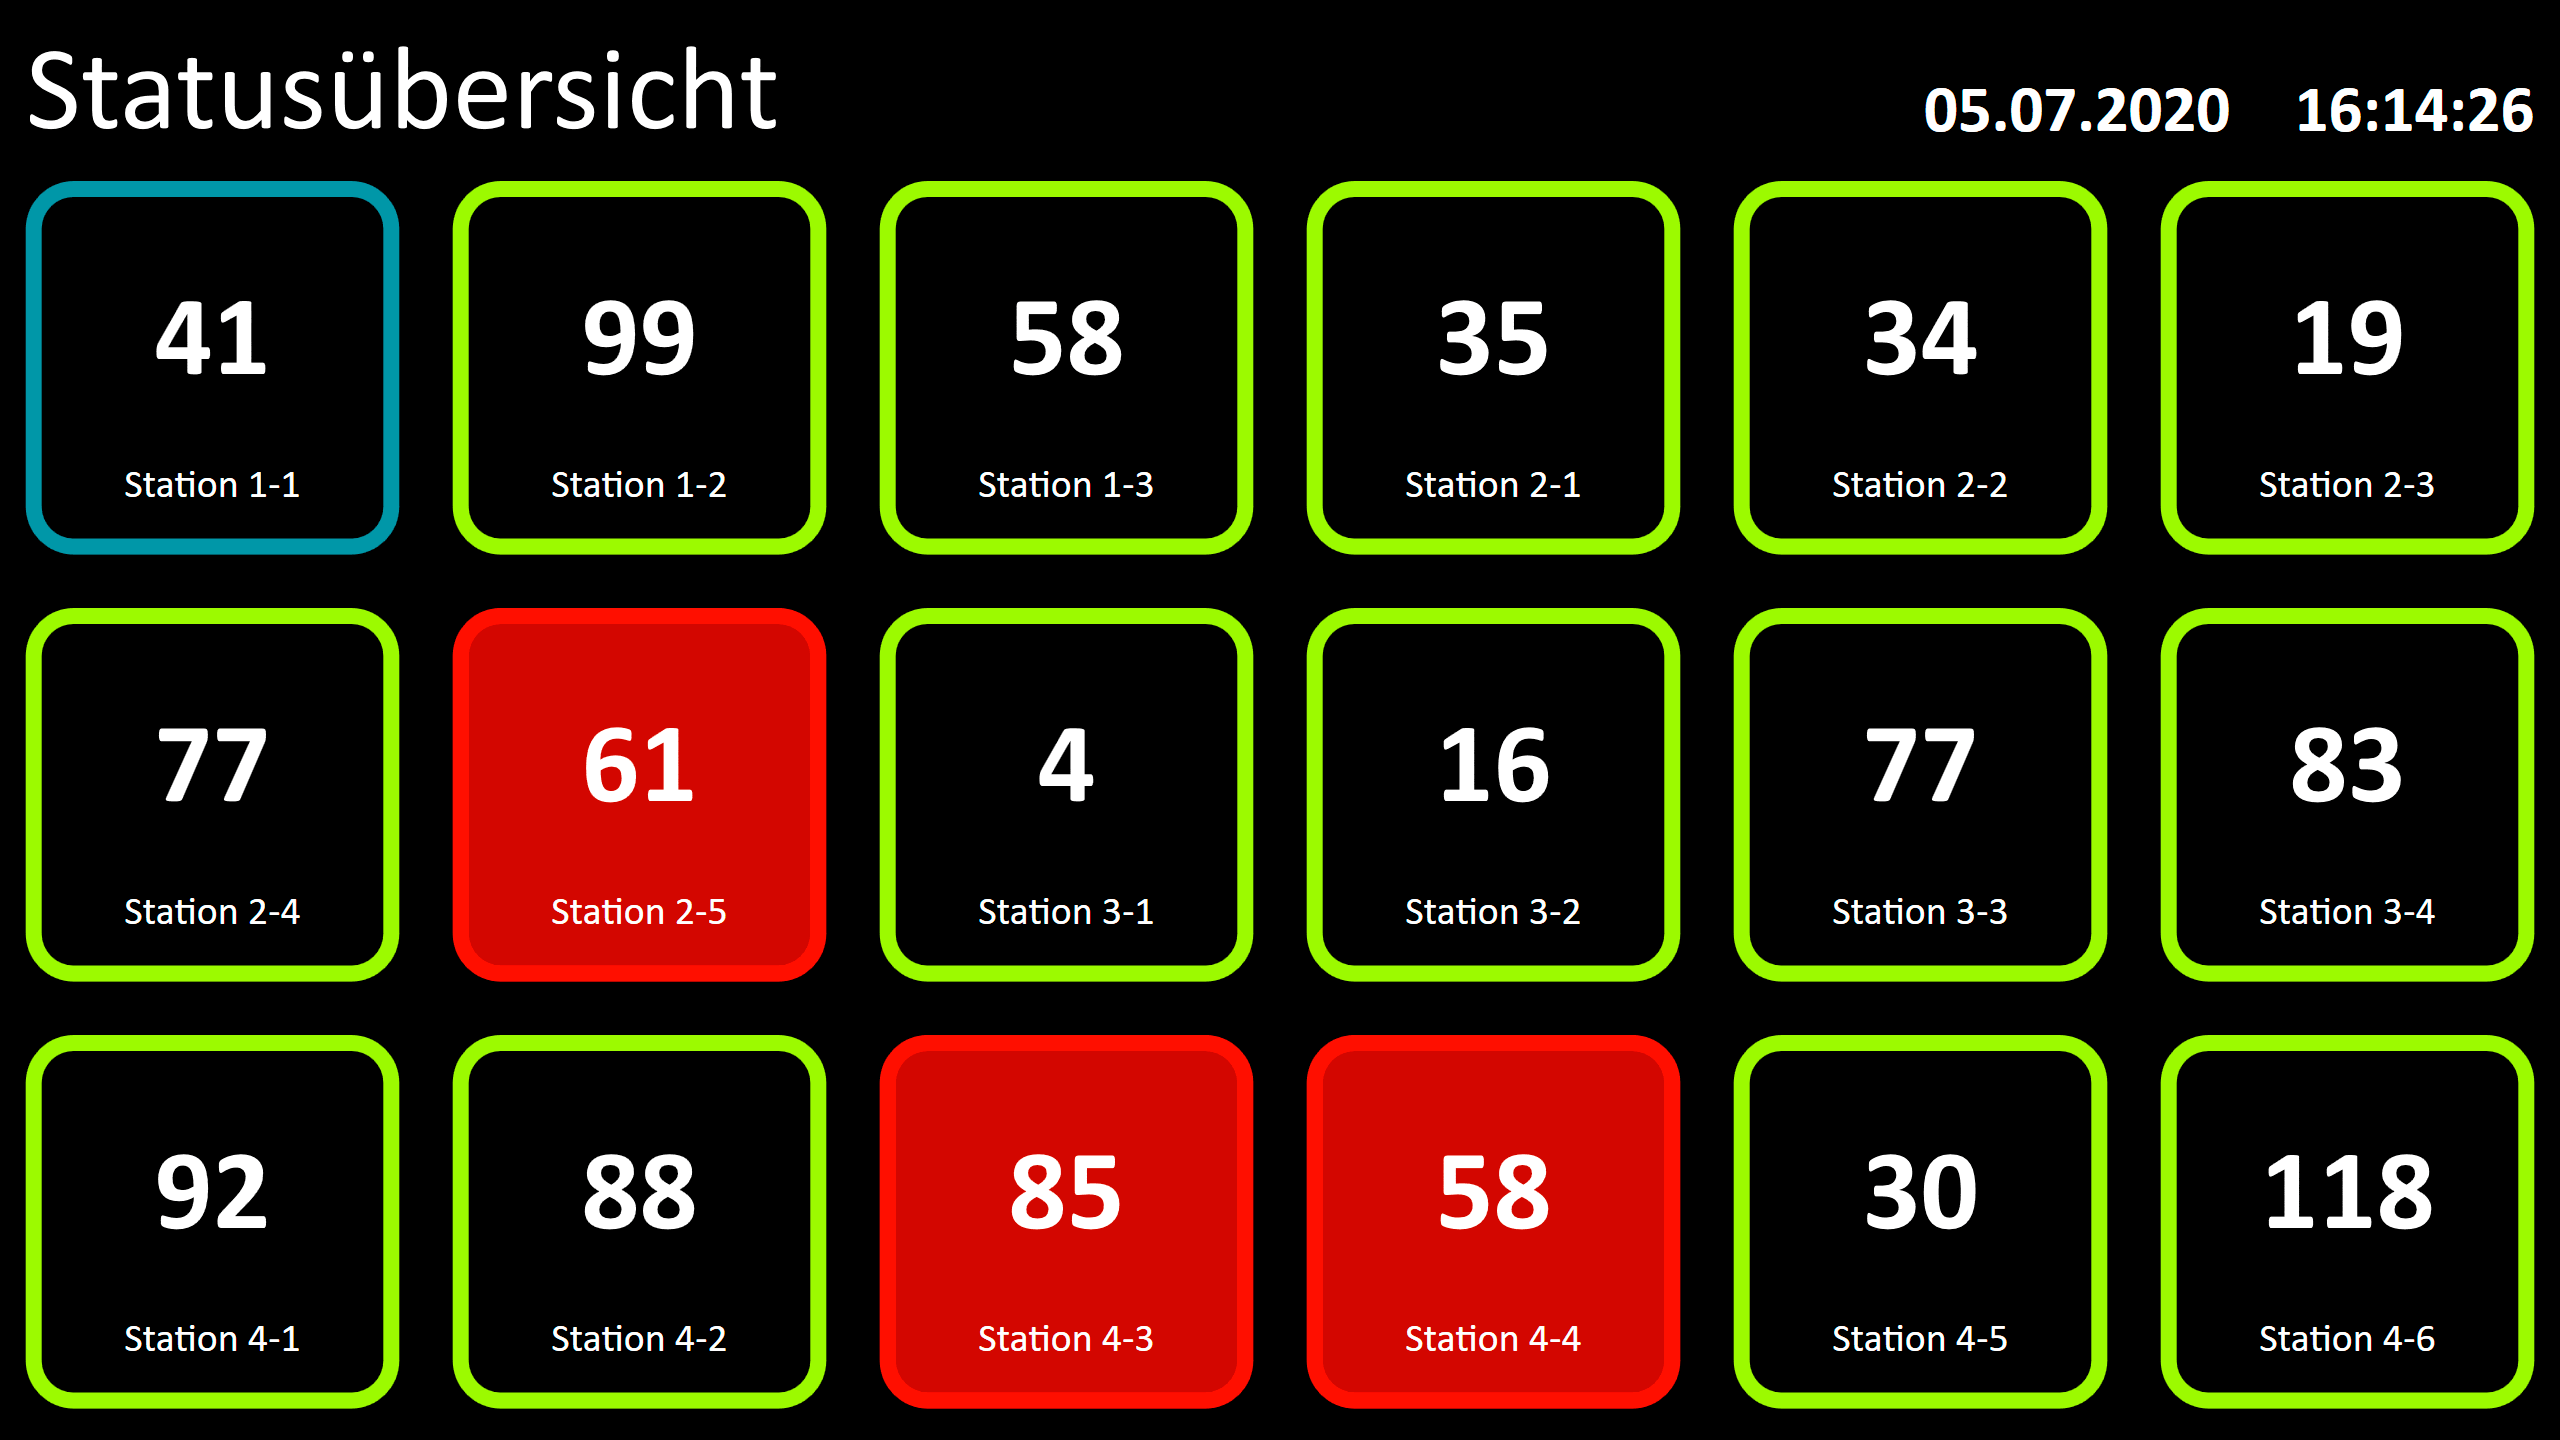 Statusübersicht
05.07.2020 16:14:26
41 99 58 35 34 19
Station 1-1 Station 1-2 Station 1-3 Station 2-1 Station 2-2 Station 2-3
77 61 4 16 77 83
Station 2-4 Station 2-5 Station 3-1 Station 3-2 Station 3-3 Station 3-4
92 88 85 58 30 118
Station 4-1 Station 4-2 Station 4-3 Station 4-4 Station 4-5 Station 4-6